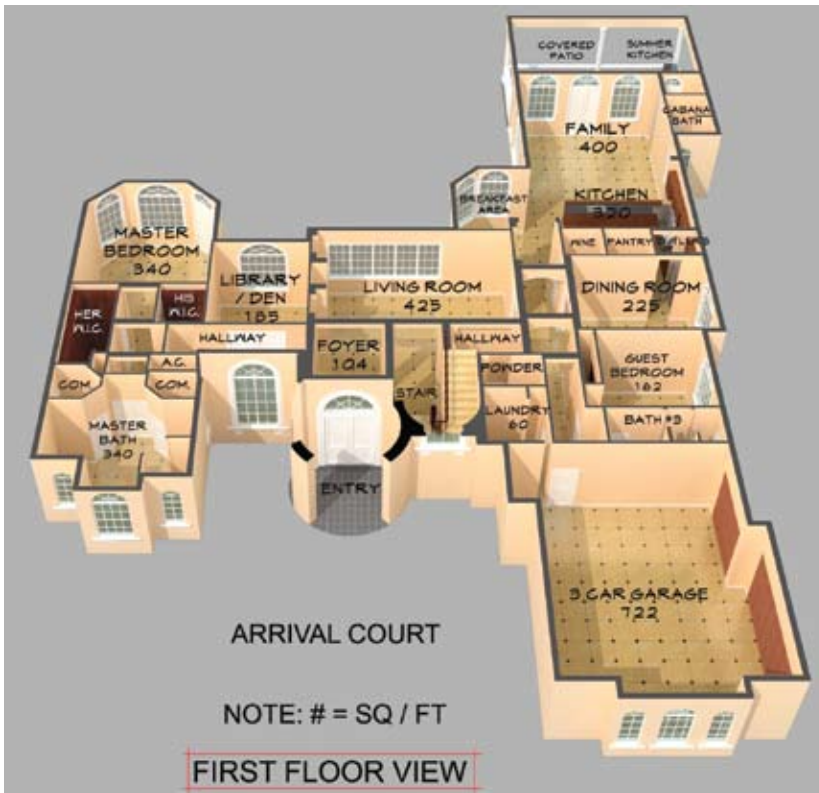 COVERED
PATIO
SUMMER
KITCHEN
CABANA
BATH
FAMILY
400
KITCHEN
320
BREAKFAST
AREA
WINE
PANTRY
MASTER
BEDROOM
340
LIBRARY
/ DEN
185
LIVING ROOM
425
DINING ROOM
225
HER
W.I.C.
HIS
W.I.C.
HALLWAY
FOYER
104
HALLWAY
STAIR
POWDER
GUEST
BEDROOM
182
A.C.
COM.
COM.
LAUNDRY
60
BATH #3
MASTER
BATH
340
ENTRY
3 CAR GARAGE
722
ARRIVAL COURT
NOTE: # = SQ / FT
FIRST FLOOR VIEW